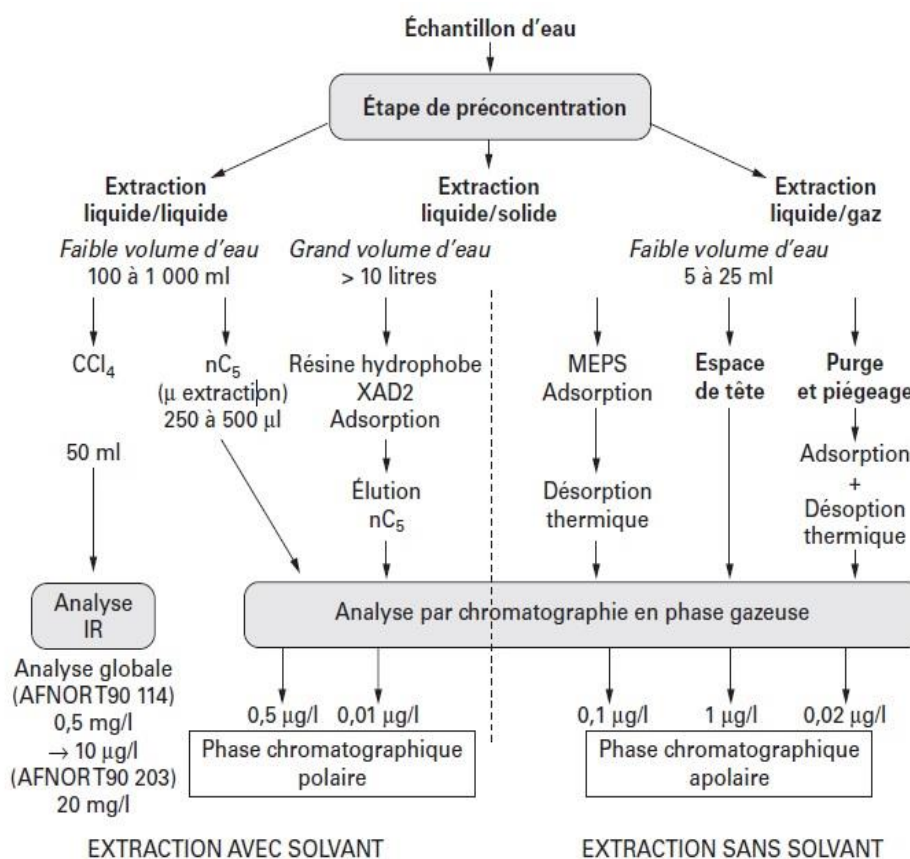 Échantillon d'eau
Étape de préconcentration
Extraction
liquide/liquide
Extraction
liquide/solide
Extraction
liquide/gaz
Faible volume d'eau
100 à 1 000 ml
Grand volume d'eau
> 10 litres
Faible volume d'eau
5 à 25 ml
CCl4
50 ml
nC5
(µ extraction)
250 à 500 µl
Résine hydrophobe
XAD2
Adsorption
Élution
nC5
MEPS
Adsorption
Désorption
thermique
Espace
de tête
Purge
et piégeage
Adsorption
+
Désoption
thermique
Analyse
IR
Analyse par chromatographie en phase gazeuse
Analyse globale
(AFNORT90 114)
0,5 mg/l
→ 10 µg/l
(AFNORT90 203)
20 mg/l
0,5 µg/l 0,01 µg/l
Phase chromatographique
polaire
0,1 µg/l 1 µg/l 0,02 µg/l
Phase chromatographique
apolaire
EXTRACTION AVEC SOLVANT
EXTRACTION SANS SOLVANT